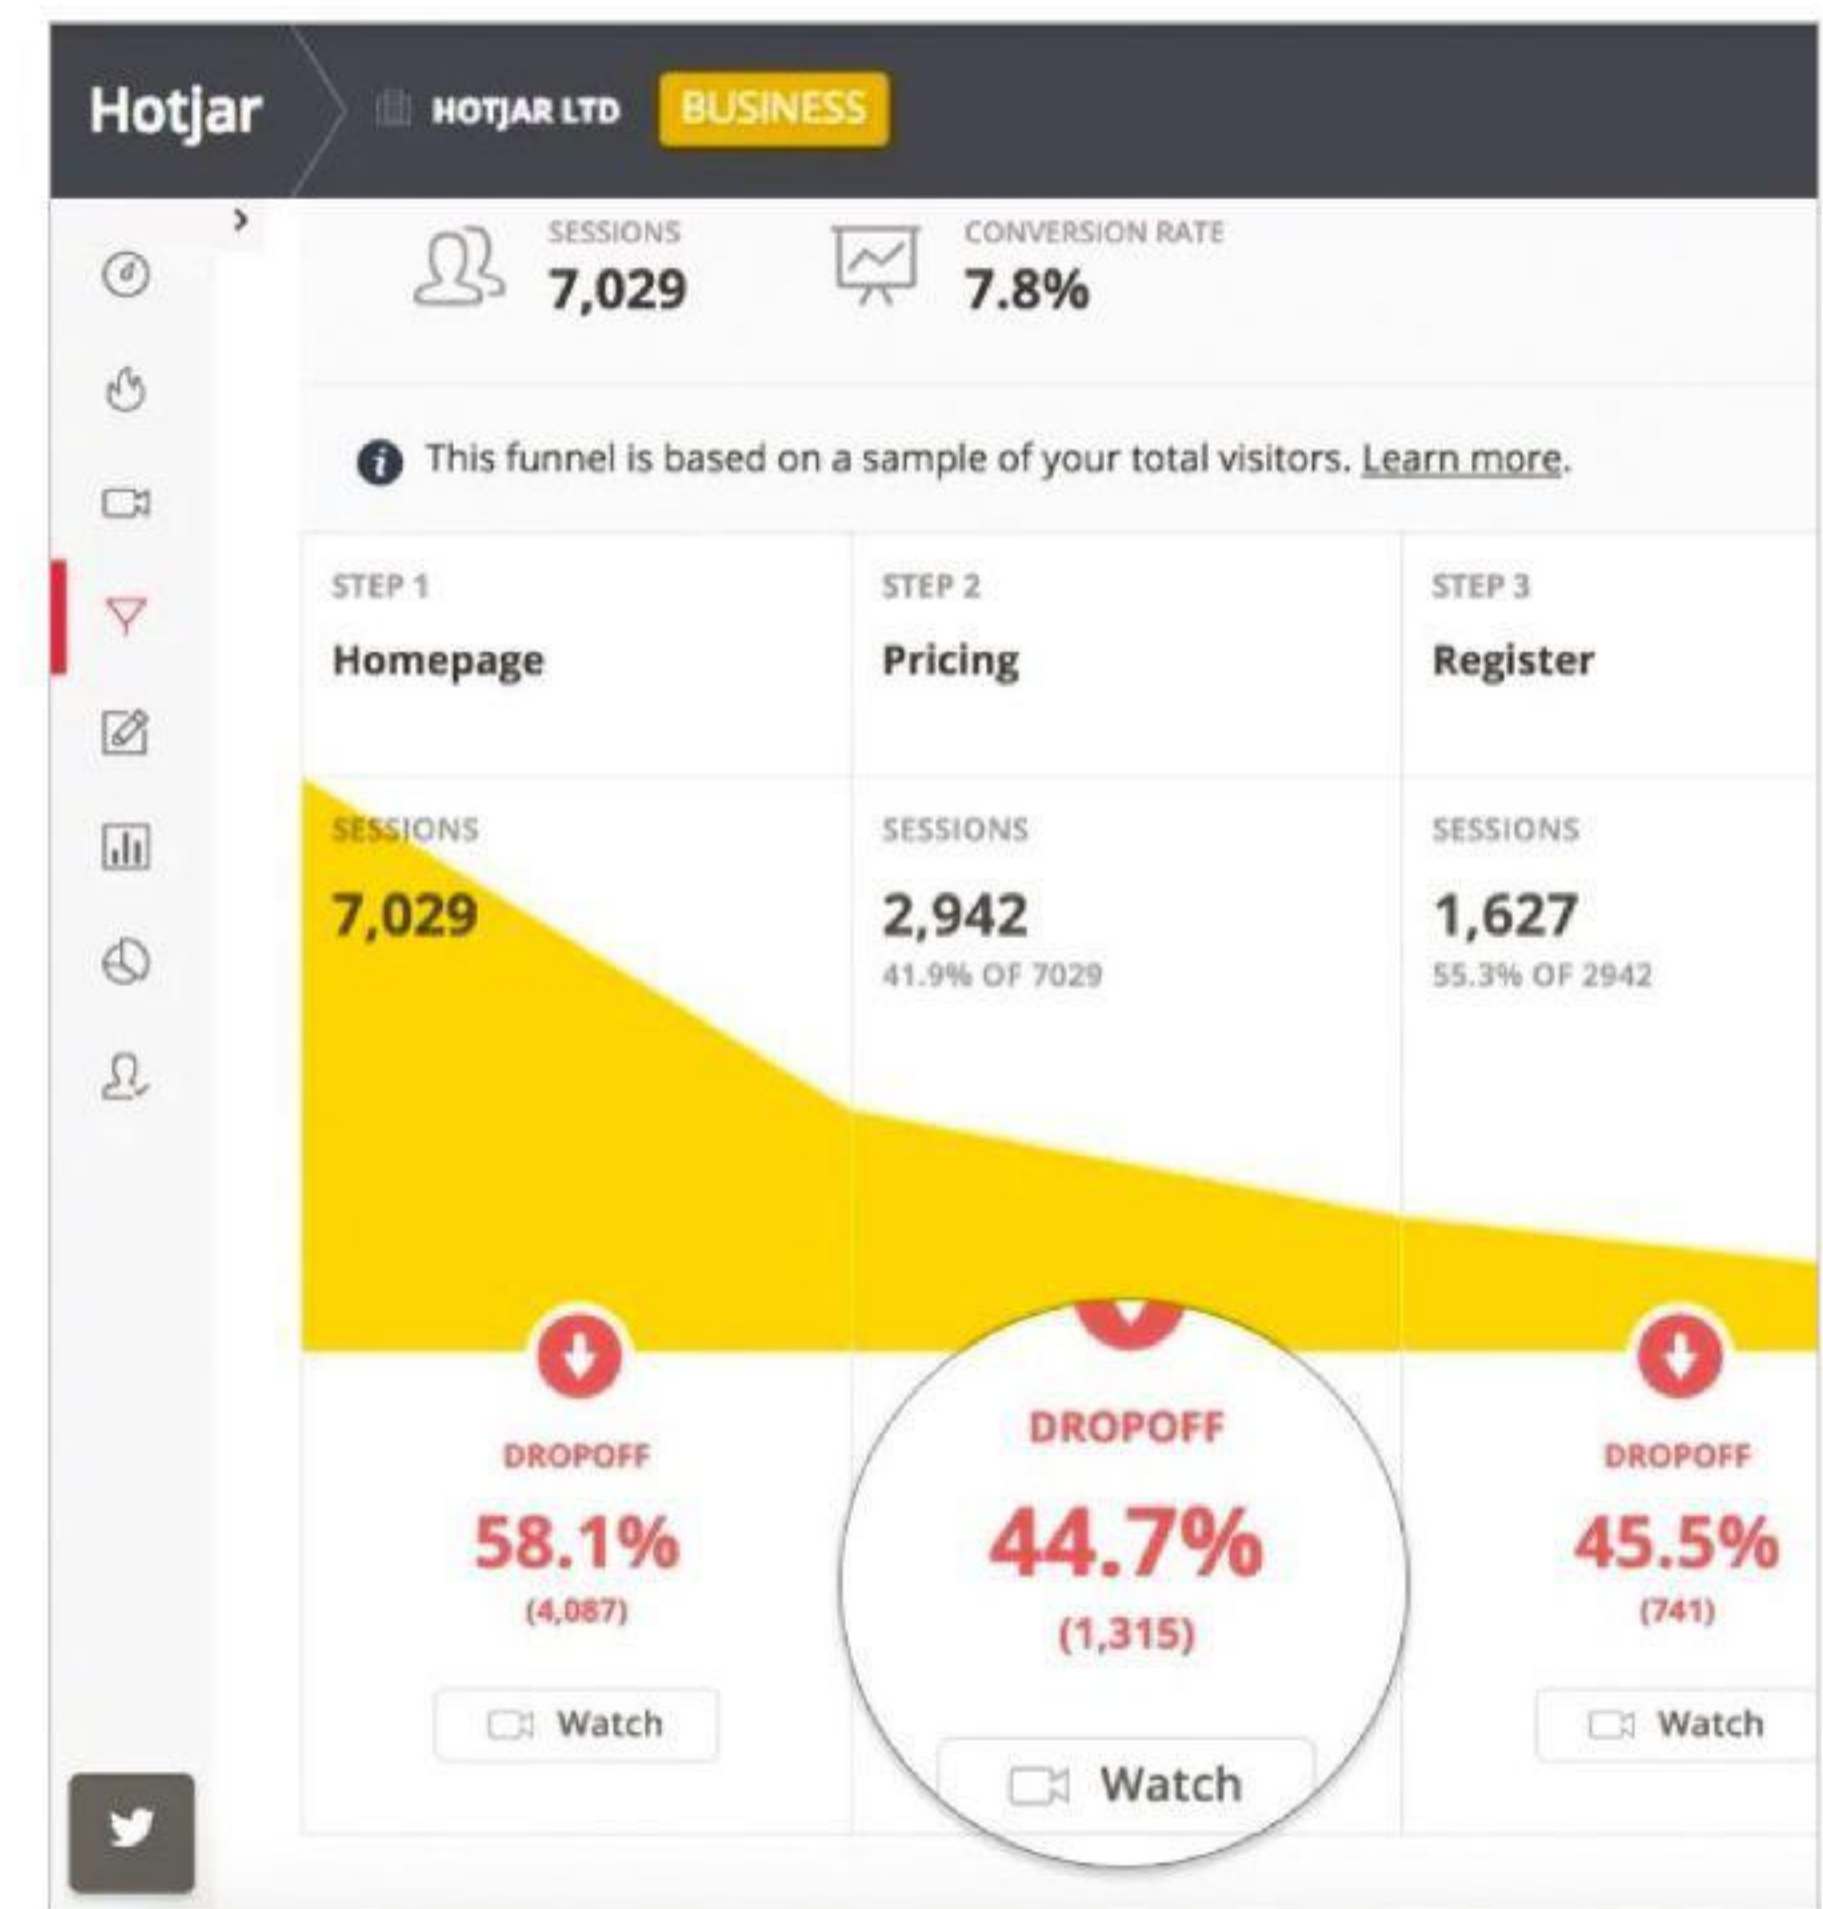 Hotjar HOTJAR LTD BUSINESS
SESSIONS
7,029
CONVERSION RATE
7.8%
This funnel is based on a sample of your total visitors. Learn more.
STEP 1
Homepage
SESSIONS
7,029
DROPOFF
58.1%
(4,087)
Watch
STEP 2
Pricing
SESSIONS
2,942
41.9% OF 7029
DROPOFF
44.7%
(1,315)
Watch
STEP 3
Register
SESSIONS
1,627
55.3% OF 2942
DROPOFF
45.5%
(741)
Watch